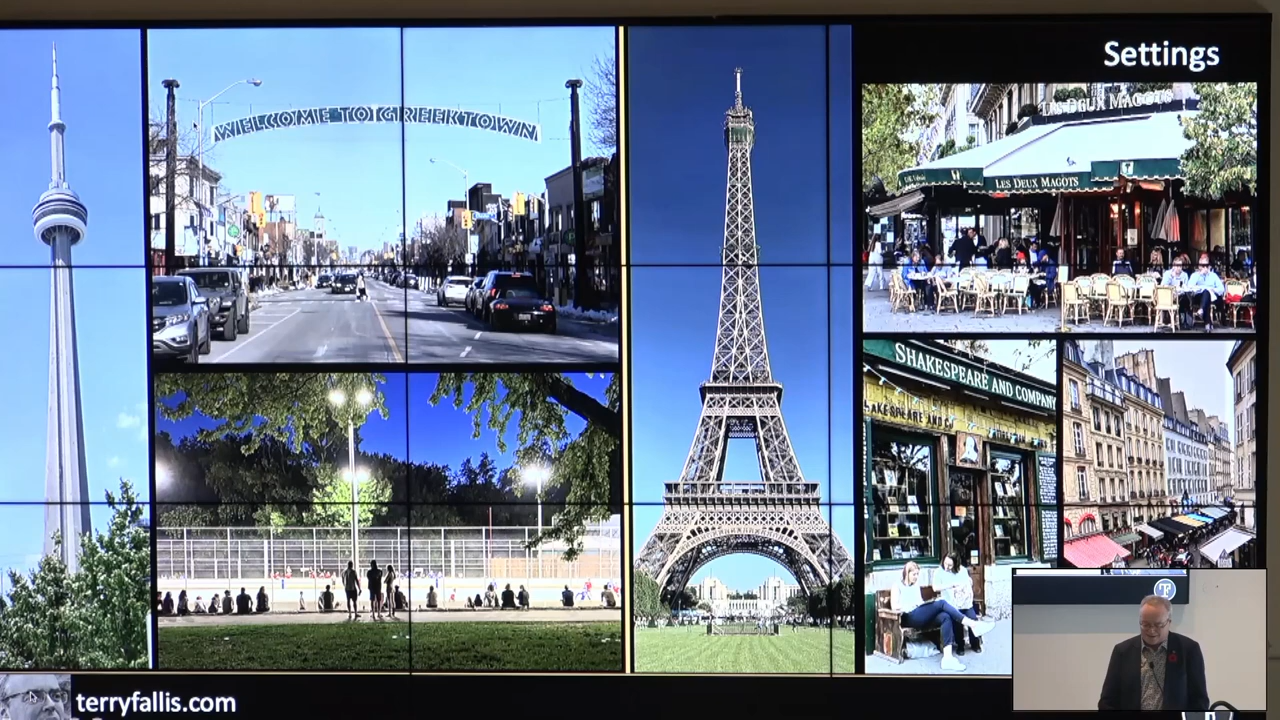 Settings
WELCOME TO GREEKTOWN
LES DEUX MAGOTS
LES DEUX MAGOTS
SHAKESPEARE AND COMPANY
T
terryfallis.com